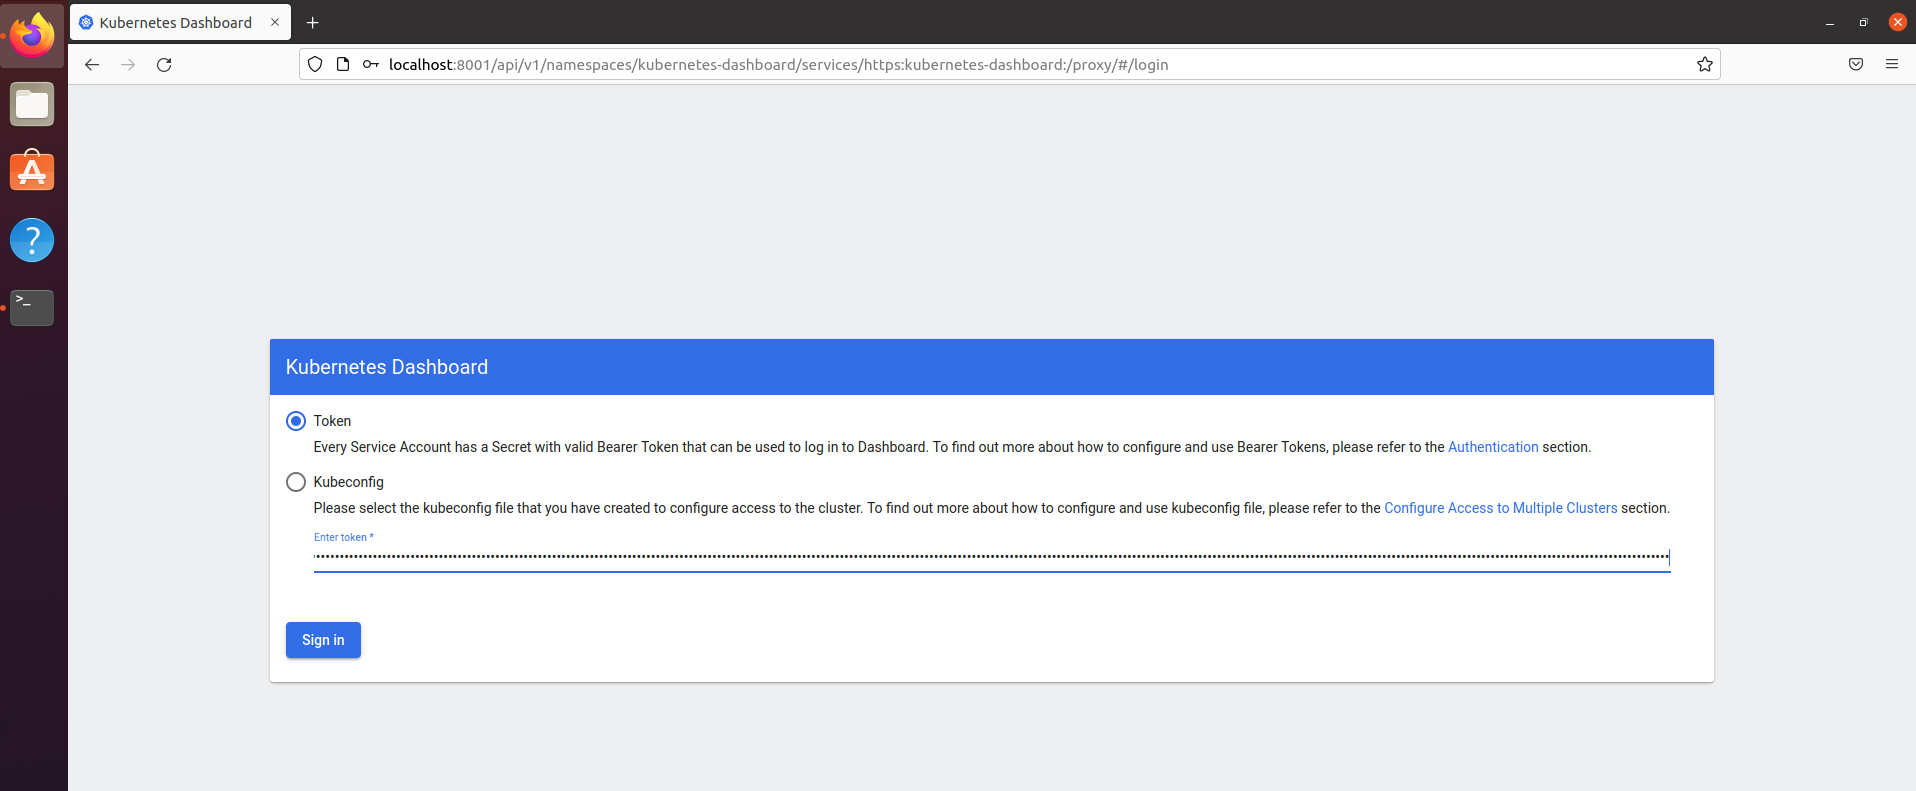 Kubernetes Dashboard
localhost:8001/api/v1/namespaces/kubernetes-dashboard/services/https:kubernetes-dashboard:/proxy/#/login
Kubernetes Dashboard
Token
Every Service Account has a Secret with valid Bearer Token that can be used to log in to Dashboard. To find out more about how to configure and use Bearer Tokens, please refer to the Authentication section.
Kubeconfig
Please select the kubeconfig file that you have created to configure access to the cluster. To find out more about how to configure and use kubeconfig file, please refer to the Configure Access to Multiple Clusters section.
Enter token *
Sign in